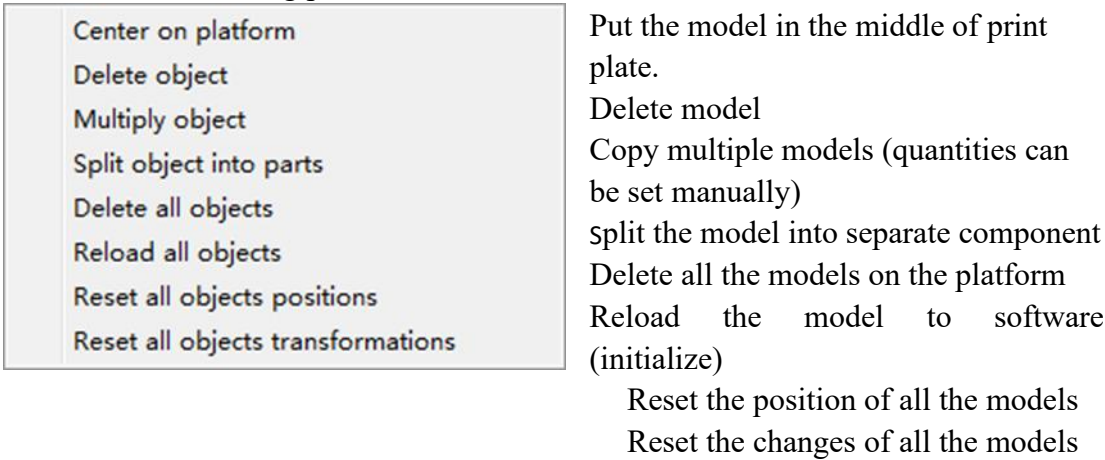 Center on platform
Delete object
Multiply object
Split object into parts
Delete all objects
Reload all objects
Reset all objects positions
Reset all objects transformations
Put the model in the middle of print
plate.
Delete model
Copy multiple models (quantities can
be set manually)
split the model into separate component
Delete all the models on the platform
Reload the model to software
(initialize)
Reset the position of all the models
Reset the changes of all the models